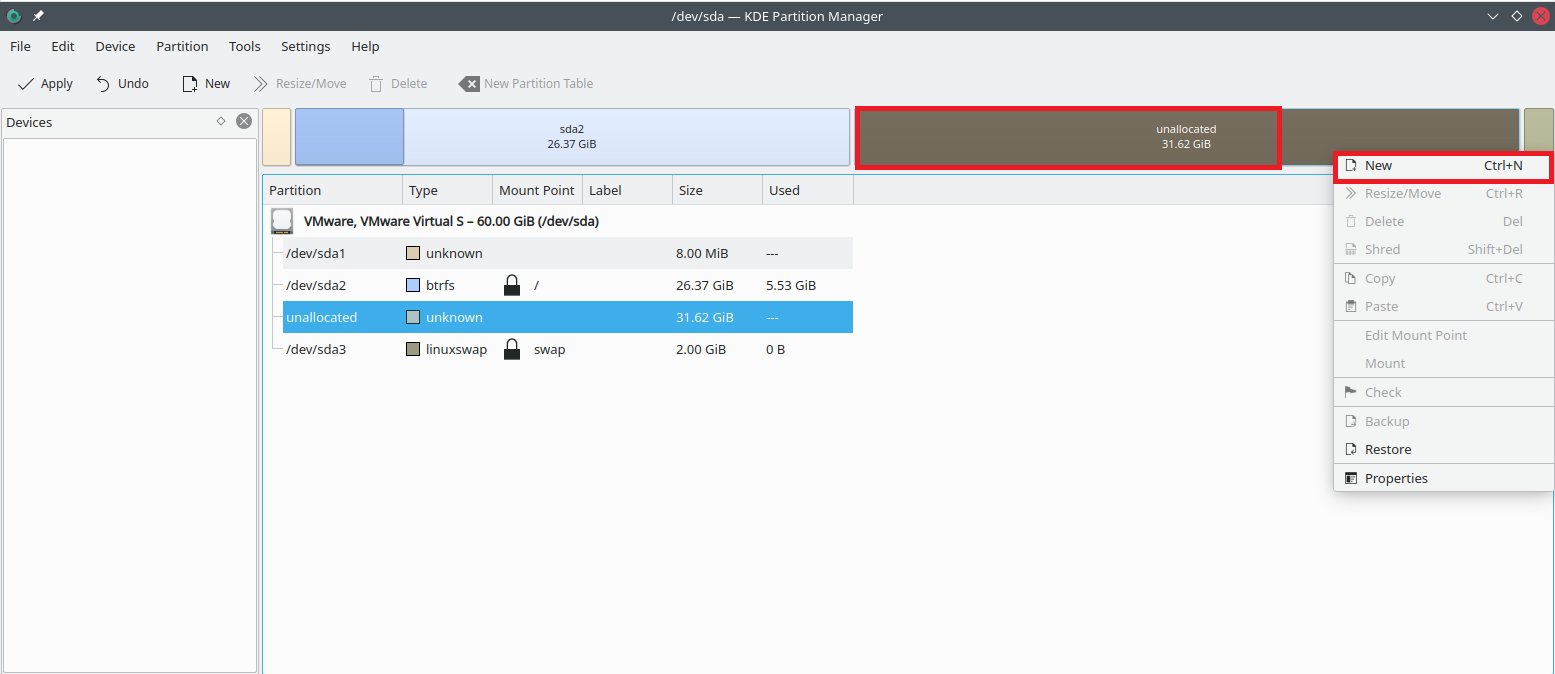 /dev/sda — KDE Partition Manager
File Edit Device Partition Tools Settings Help
Apply Undo New Resize/Move Delete New Partition Table
Devices
sda2
26.37 GiB
unallocated
31.62 GiB
Partition Type Mount Point Label Size Used
VMware, VMware Virtual S – 60.00 GiB (/dev/sda)
/dev/sda1 unknown 8.00 MiB ---
/dev/sda2 btrfs / 26.37 GiB 5.53 GiB
unallocated unknown 31.62 GiB ---
/dev/sda3 linuxswap swap 2.00 GiB 0 B
New Ctrl+N
Resize/Move Ctrl+R
Delete Del
Shred Shift+Del
Copy Ctrl+C
Paste Ctrl+V
Edit Mount Point
Mount
Check
Backup
Restore
Properties